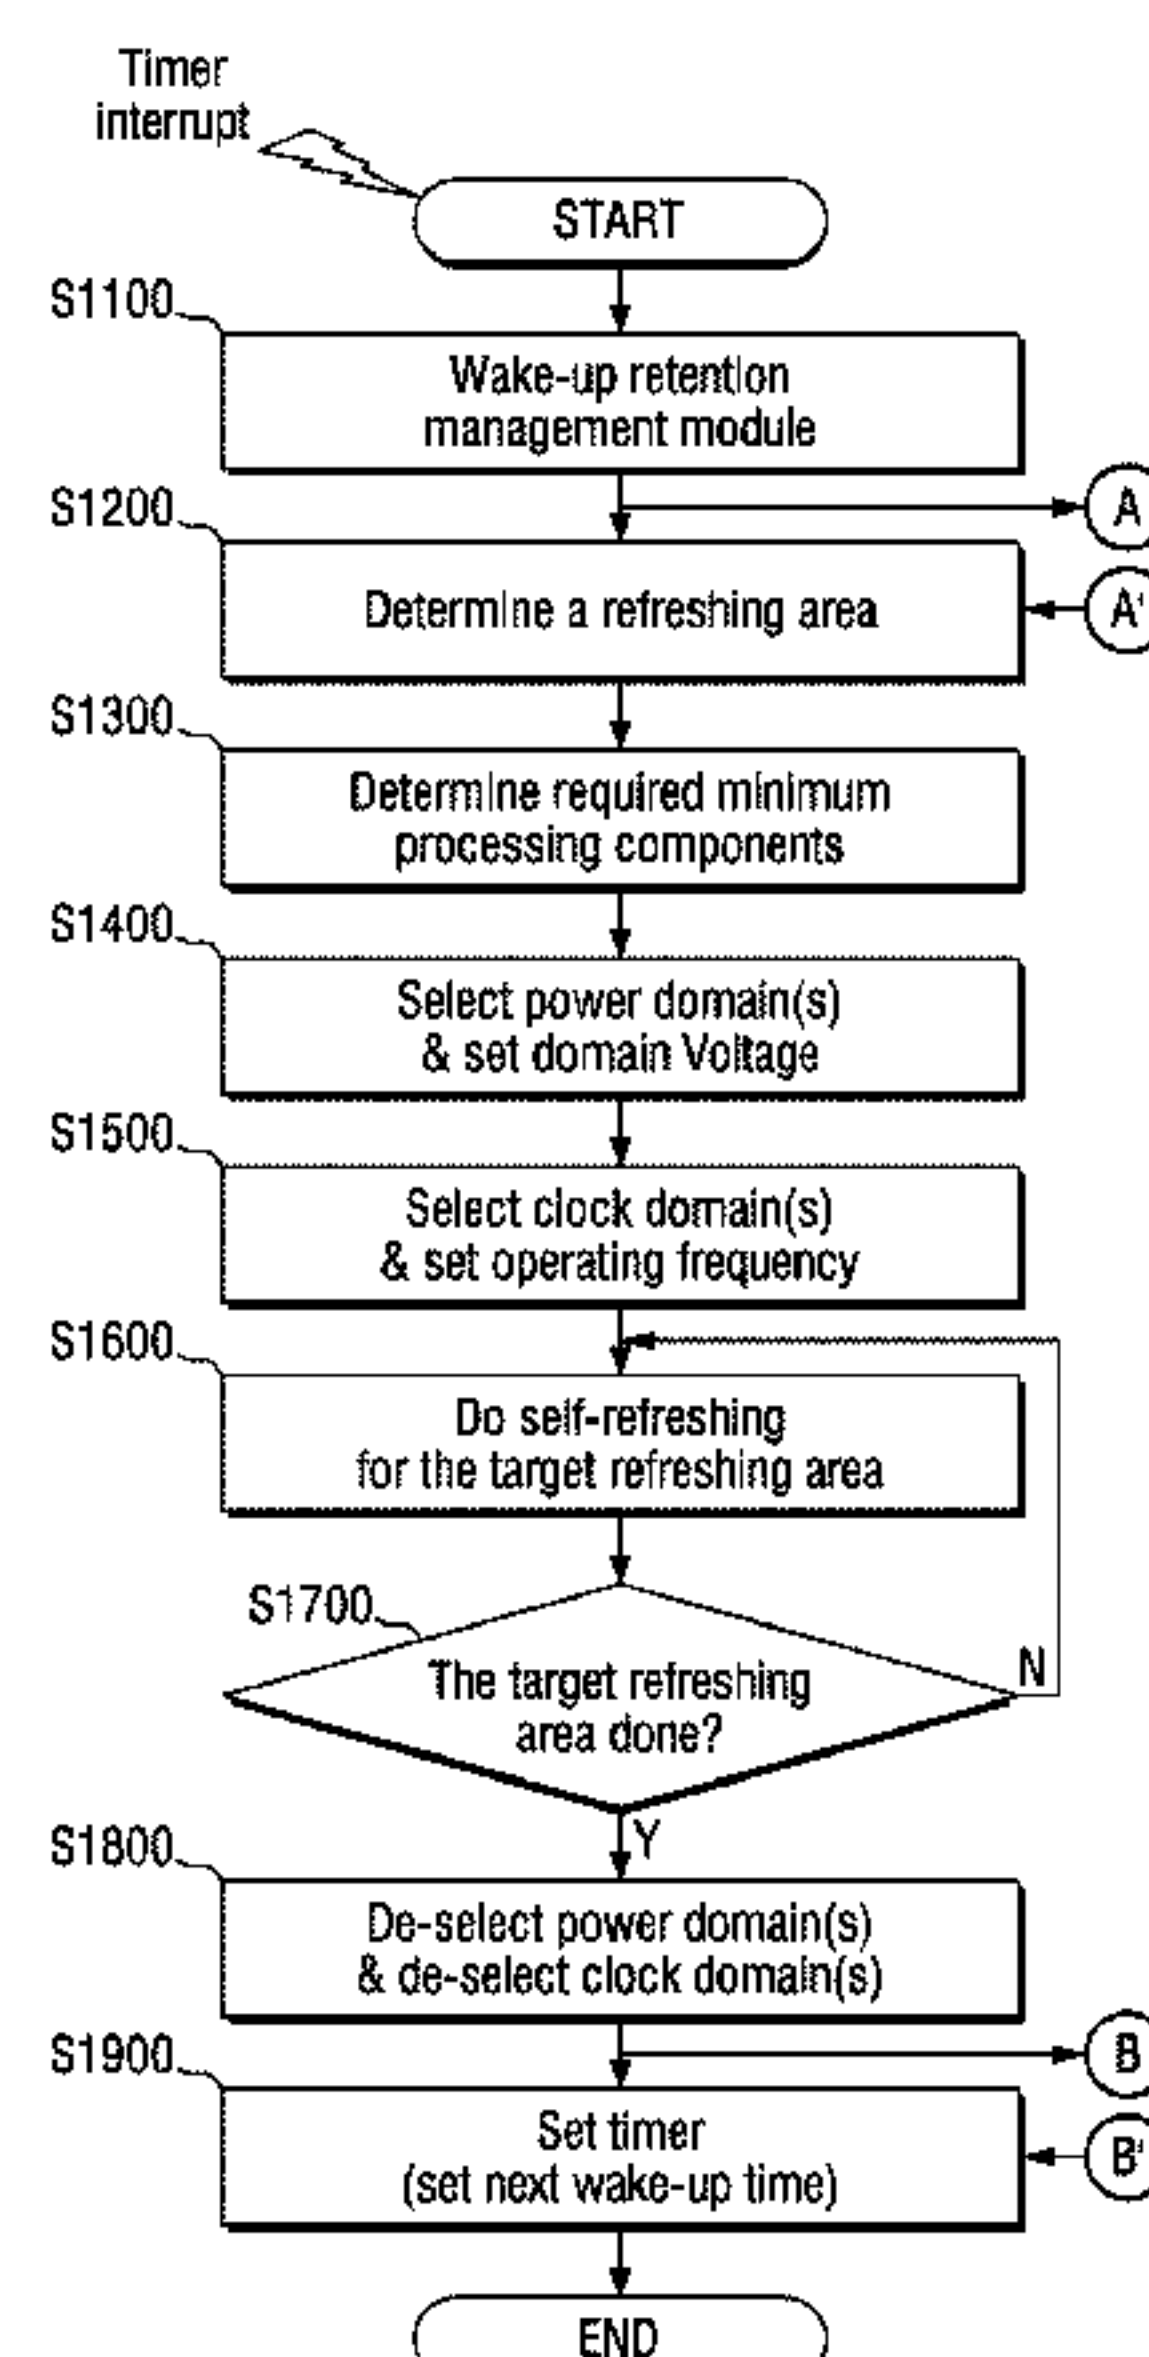 Timer
interrupt
START
S1100
Wake-up retention
management module
A
S1200
Determine a refreshing area
A'
S1300
Determine required minimum
processing components
S1400
Select power domain(s)
& set domain Voltage
S1500
Select clock domain(s)
& set operating frequency
S1600
Do self-refreshing
for the target refreshing area
S1700
The target refreshing
area done?
N
Y
S1800
De-select power domain(s)
& de-select clock domain(s)
B
S1900
Set timer
(set next wake-up time)
B'
END